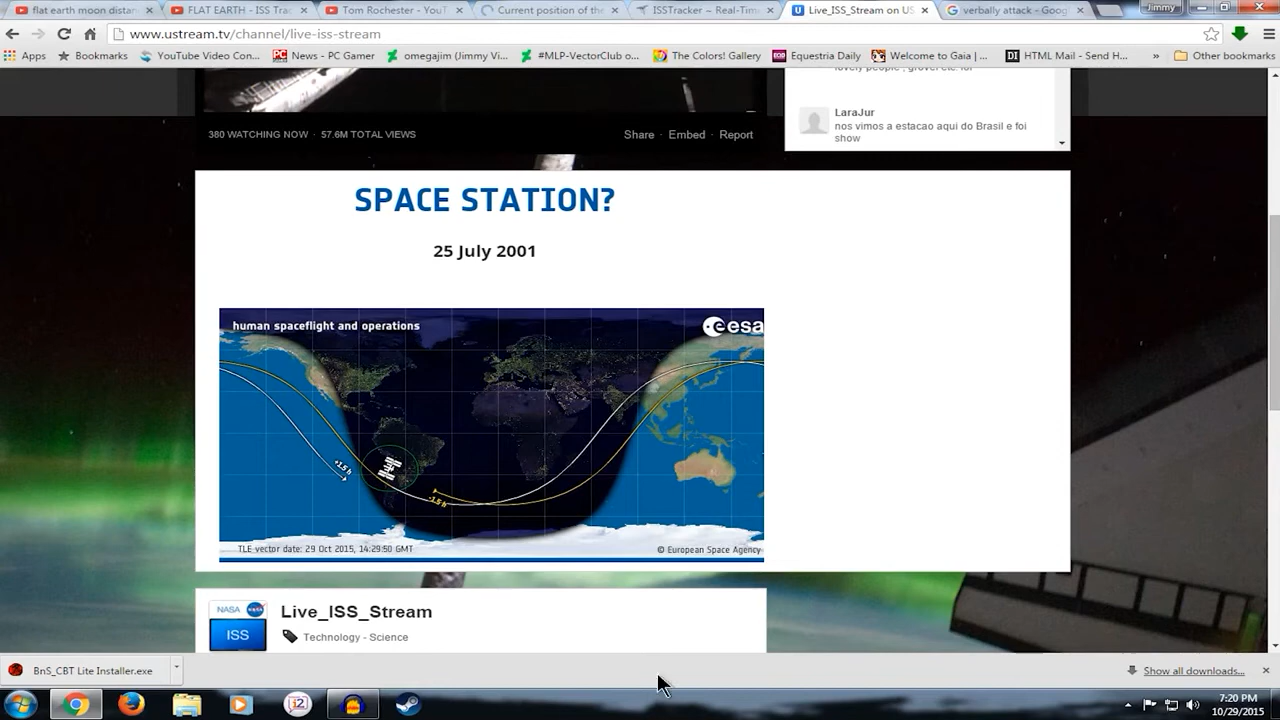 flat earth moon distan
FLAT EARTH - ISS Tra
Tom Rochester - YouT
Current position of the
ISSTracker ~ Real-Tim
Live_ISS_Stream on US
verbally attack - Goog
Jimmy
www.ustream.tv/channel/live-iss-stream
Apps
Bookmarks
YouTube Video Con...
News - PC Gamer
omegajim (Jimmy Vi...
#MLP-VectorClub o...
The Colors! Gallery
Equestria Daily
Welcome to Gaia | ...
HTML Mail - Send H...
»
Other bookmarks
LaraJur
nos vimos a estacao aqui do Brasil e foi
show
380 WATCHING NOW · 57.6M TOTAL VIEWS
Share · Embed · Report
SPACE STATION?
25 July 2001
human spaceflight and operations
esa
+1.5 h
-1.5 h
TLE vector date: 29 Oct 2015, 14:29:50 GMT
© European Space Agency
NASA
ISS
Live_ISS_Stream
Technology - Science
BnS_CBT Lite Installer.exe
Show all downloads...
7:20 PM
10/29/2015